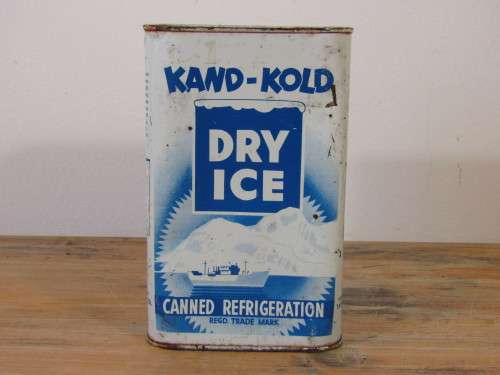 KAND-KOLD
DRY
ICE
CANNED REFRIGERATION
REGD. TRADE MARK